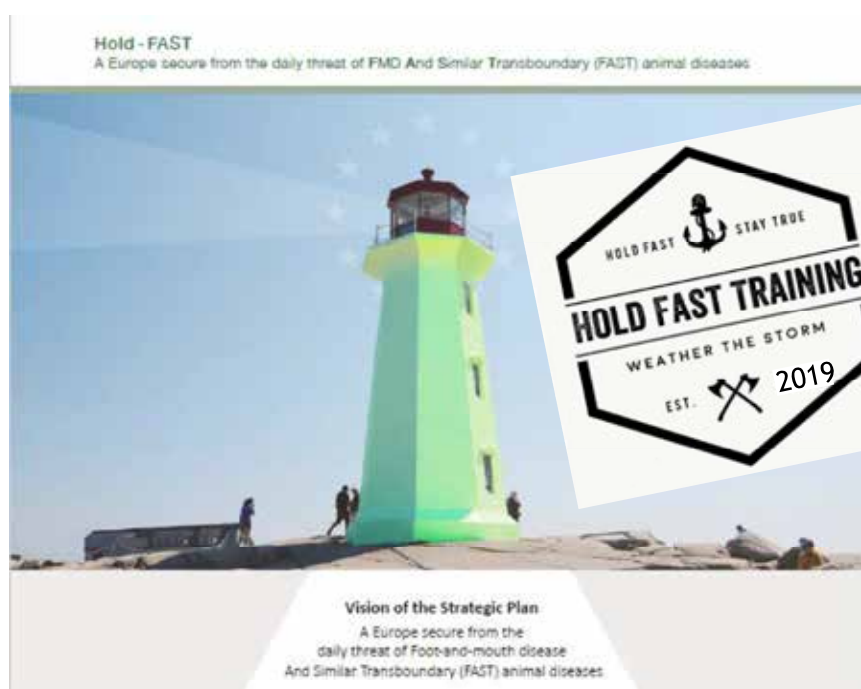 Hold - FAST
A Europe secure from the daily threat of FMD And Similar Transboundary (FAST) animal diseases
HOLD FAST STAY TRUE
HOLD FAST TRAINING
WEATHER THE STORM
EST. 2019
Vision of the Strategic Plan
A Europe secure from the
daily threat of Foot-and-mouth disease
And Similar Transboundary (FAST) animal diseases